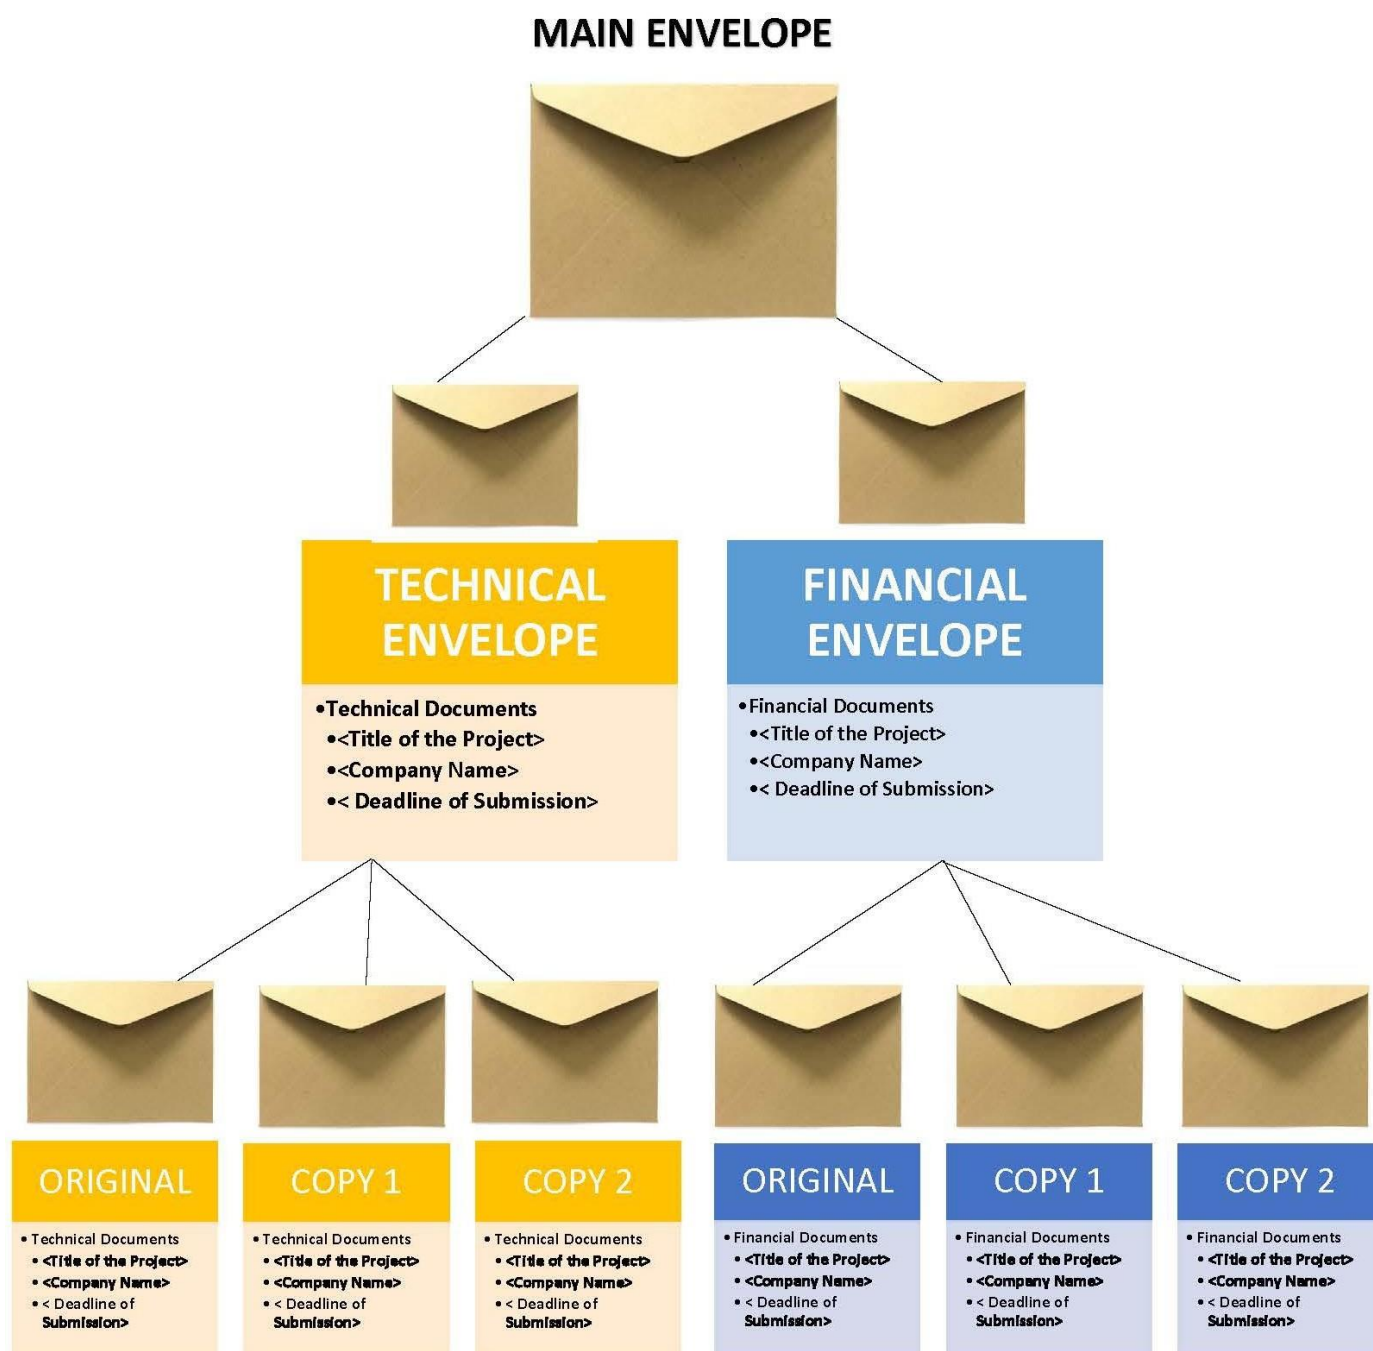 MAIN ENVELOPE
TECHNICAL
ENVELOPE
•Technical Documents
•<Title of the Project>
•<Company Name>
•< Deadline of Submission>
FINANCIAL
ENVELOPE
•Financial Documents
•<Title of the Project>
•<Company Name>
•< Deadline of Submission>
ORIGINAL
• Technical Documents
• <Title of the Project>
• <Company Name>
• < Deadline of
Submission>
COPY 1
• Technical Documents
• <Title of the Project>
• <Company Name>
• < Deadline of
Submission>
COPY 2
• Technical Documents
• <Title of the Project>
• <Company Name>
• < Deadline of
Submission>
ORIGINAL
• Financial Documents
• <Title of the Project>
• <Company Name>
• < Deadline of
Submission>
COPY 1
• Financial Documents
• <Title of the Project>
• <Company Name>
• < Deadline of
Submission>
COPY 2
• Financial Documents
• <Title of the Project>
• <Company Name>
• < Deadline of
Submission>